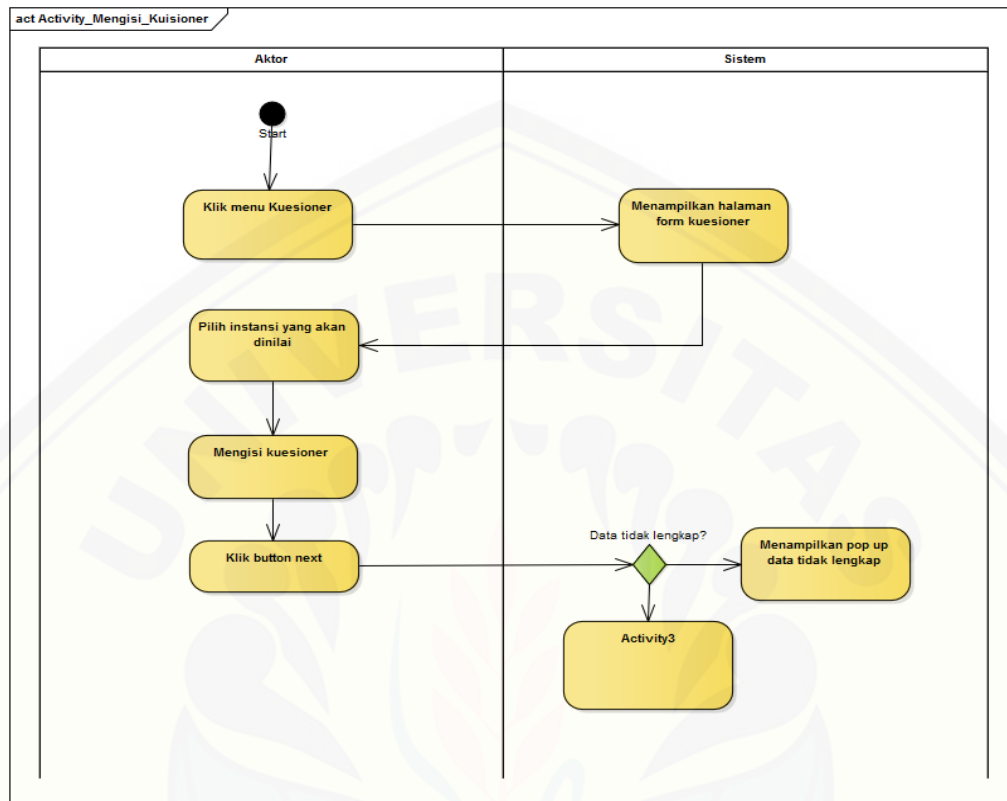 act Activity_Mengisi_Kuisioner
Aktor
Sistem
Start
Klik menu Kuesioner
Menampilkan halaman
form kuesioner
Pilih instansi yang akan
dinilai
Mengisi kuesioner
Klik button next
Data tidak lengkap?
Menampilkan pop up
data tidak lengkap
Activity3
UNIVERSITAS